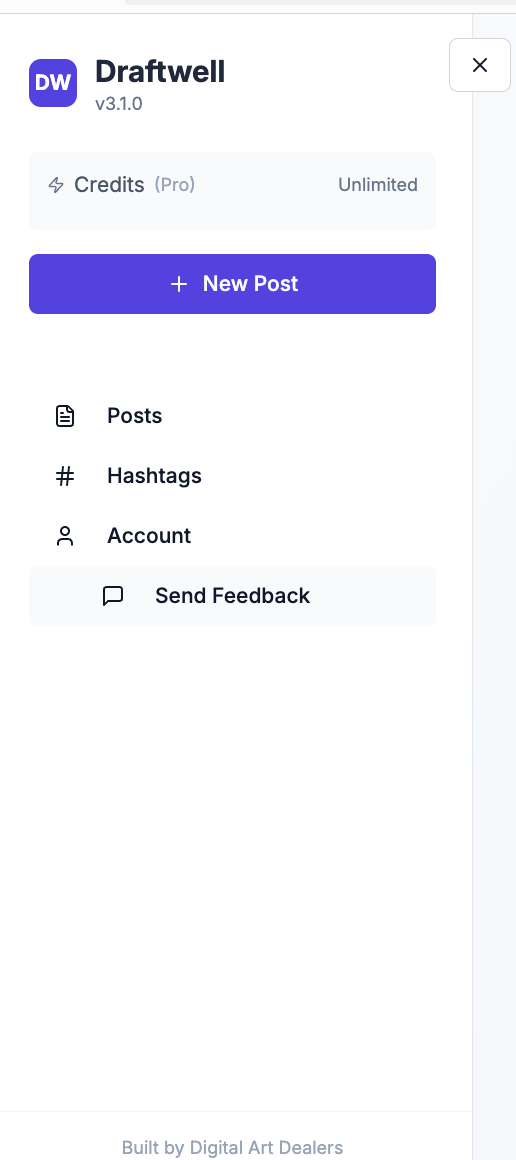 DW
Draftwell
v3.1.0
Credits (Pro) Unlimited
+ New Post
Posts
Hashtags
Account
Send Feedback
Built by Digital Art Dealers